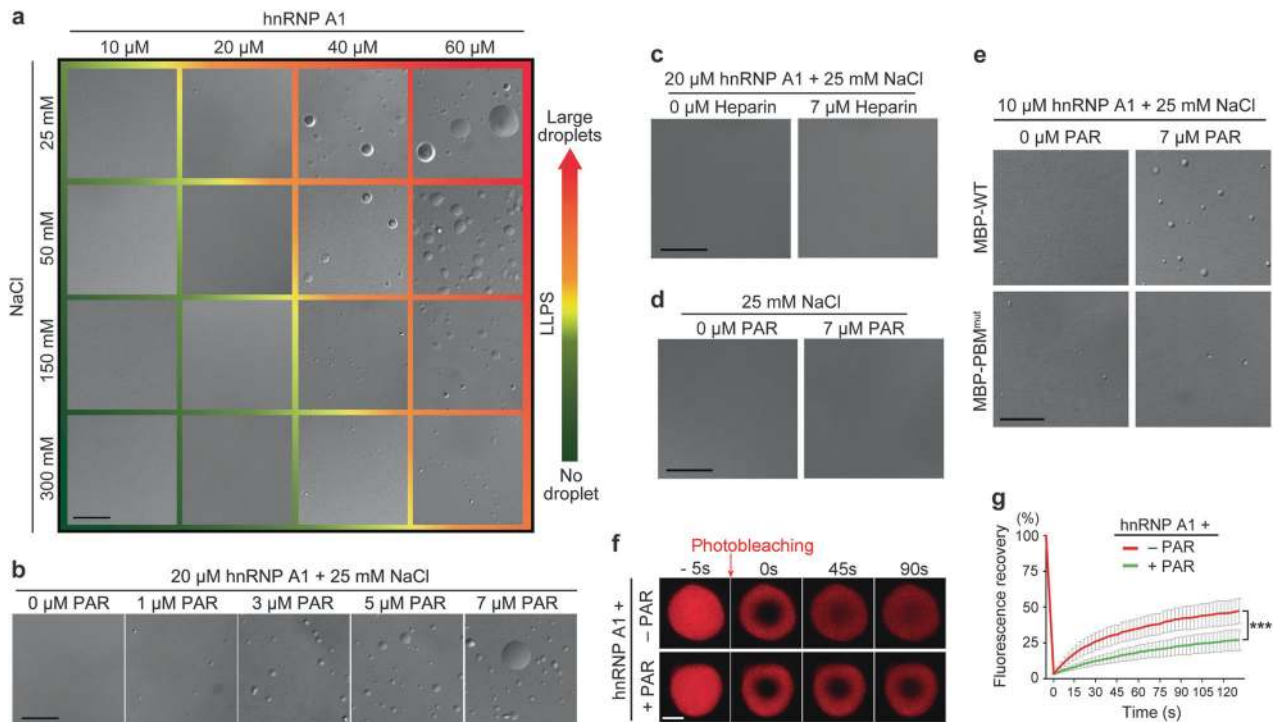 a
hnRNP A1
10 µM 20 µM 40 µM 60 µM
NaCl
25 mM
50 mM
150 mM
300 mM
Large
droplets
LLPS
No
droplet
b
20 µM hnRNP A1 + 25 mM NaCl
0 µM PAR 1 µM PAR 3 µM PAR 5 µM PAR 7 µM PAR
c
20 µM hnRNP A1 + 25 mM NaCl
0 µM Heparin 7 µM Heparin
d
25 mM NaCl
0 µM PAR 7 µM PAR
e
10 µM hnRNP A1 + 25 mM NaCl
0 µM PAR 7 µM PAR
MBP-WT
MBP-PBMmut
f
Photobleaching
- 5s 0s 45s 90s
hnRNP A1 +
– PAR
+ PAR
g
(%)
hnRNP A1 +
– PAR
+ PAR
Fluorescence recovery
100
75
50
25
0 15 30 45 60 75 90 105 120
Time (s)
***